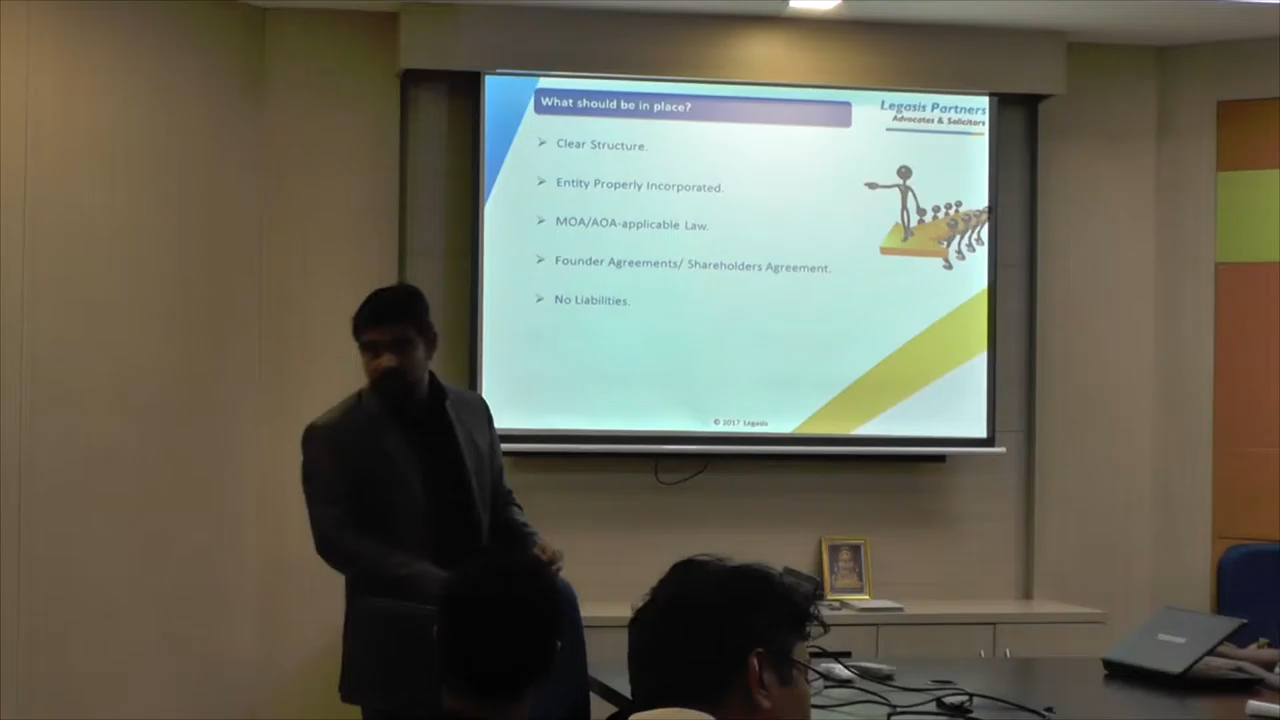 What should be in place?
Legasis Partners
Advocates & Solicitors
Clear Structure.
Entity Properly Incorporated.
MOA/AOA-applicable Law.
Founder Agreements/ Shareholders Agreement.
No Liabilities.
© 2017 Legasis